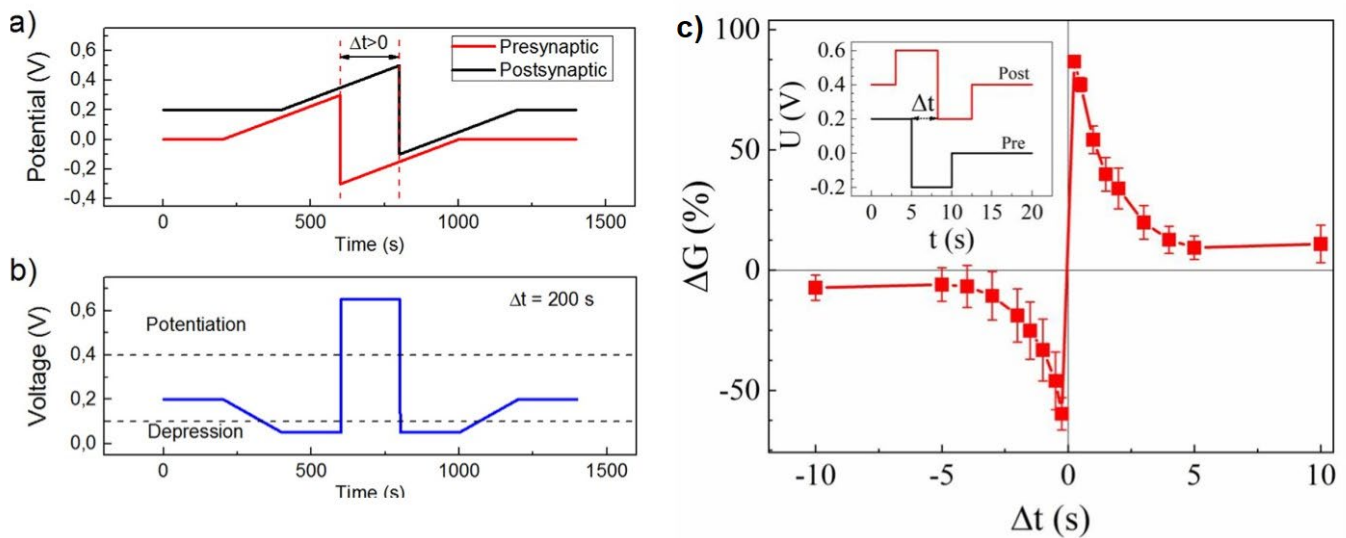 a)
Potential (V)
0,6
0,4
0,2
0,0
-0,2
-0,4
Δt>0
Presynaptic
Postsynaptic
0
500
1000
1500
Time (s)
b)
Voltage (V)
0,6
0,4
0,2
0,0
Potentiation
Δt = 200 s
Depression
0
500
1000
1500
Time (s)
c)
ΔG (%)
100
50
0
-50
U (V)
0.6
0.4
0.2
0.0
-0.2
Post
Δt
Pre
0
5
10
15
20
t (s)
-10
-5
0
5
10
Δt (s)